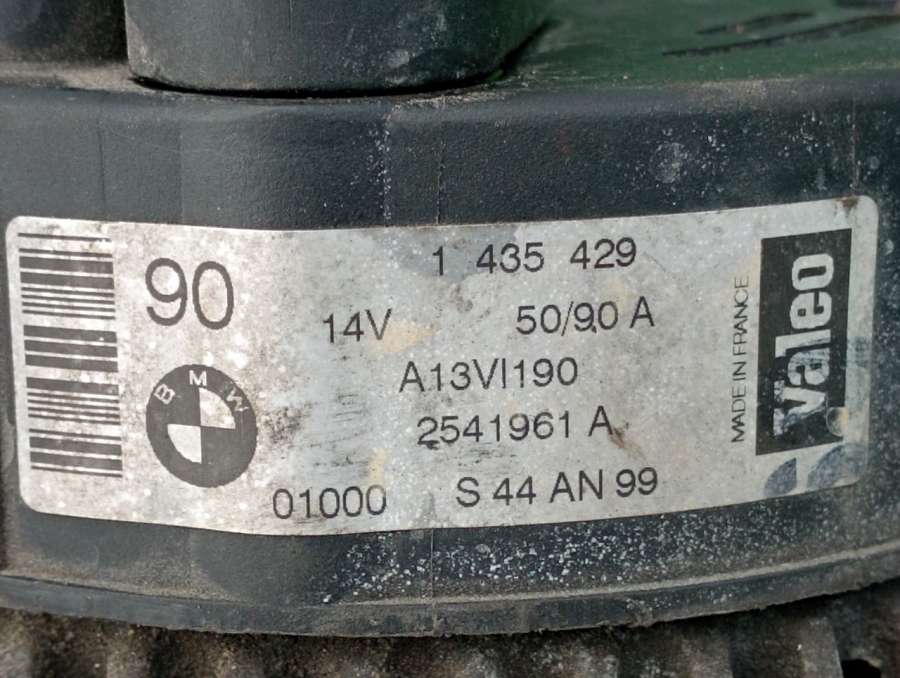 90
1 435 429
14V 50/90 A
BMW
A13VI190
2541961 A
01000 S 44 AN 99
MADE IN FRANCE
Valeo